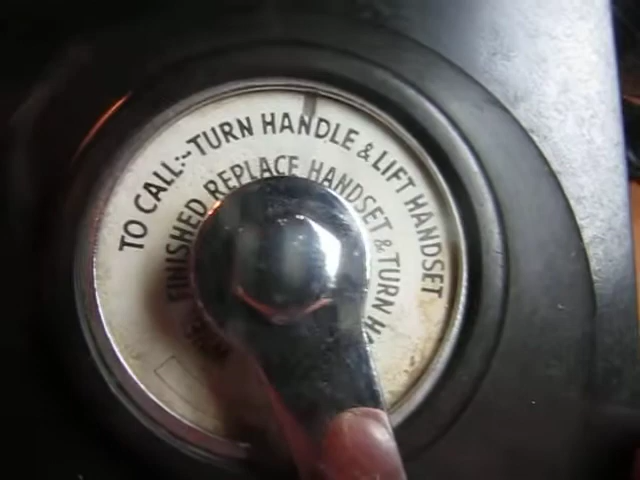 TO CALL:- TURN HANDLE & LIFT HANDSET
FINISHED REPLACE HANDSET & TURN